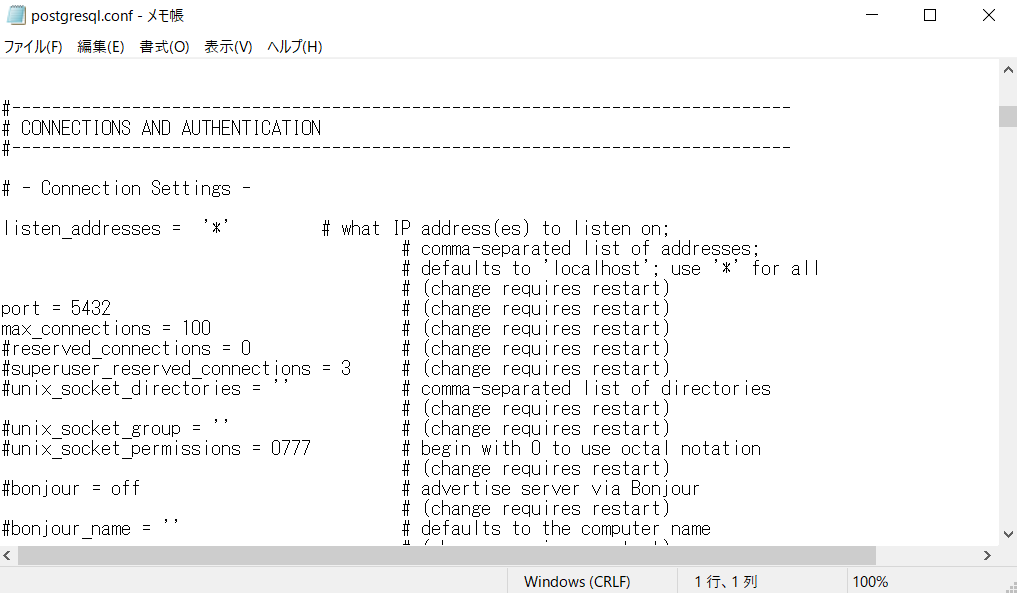 postgresql.conf - メモ帳
ファイル(F) 編集(E) 書式(O) 表示(V) ヘルプ(H)
#------------------------------------------------------------------------------
# CONNECTIONS AND AUTHENTICATION
#------------------------------------------------------------------------------
# - Connection Settings -
listen_addresses =  '*'         # what IP address(es) to listen on;
# comma-separated list of addresses;
# defaults to 'localhost'; use '*' for all
# (change requires restart)
port = 5432                             # (change requires restart)
max_connections = 100                   # (change requires restart)
#reserved_connections = 0               # (change requires restart)
#superuser_reserved_connections = 3     # (change requires restart)
#unix_socket_directories = ''           # comma-separated list of directories
# (change requires restart)
#unix_socket_group = ''                 # (change requires restart)
#unix_socket_permissions = 0777         # begin with 0 to use octal notation
# (change requires restart)
#bonjour = off                          # advertise server via Bonjour
# (change requires restart)
#bonjour_name = ''                      # defaults to the computer name
Windows (CRLF) 1 行、1 列 100%